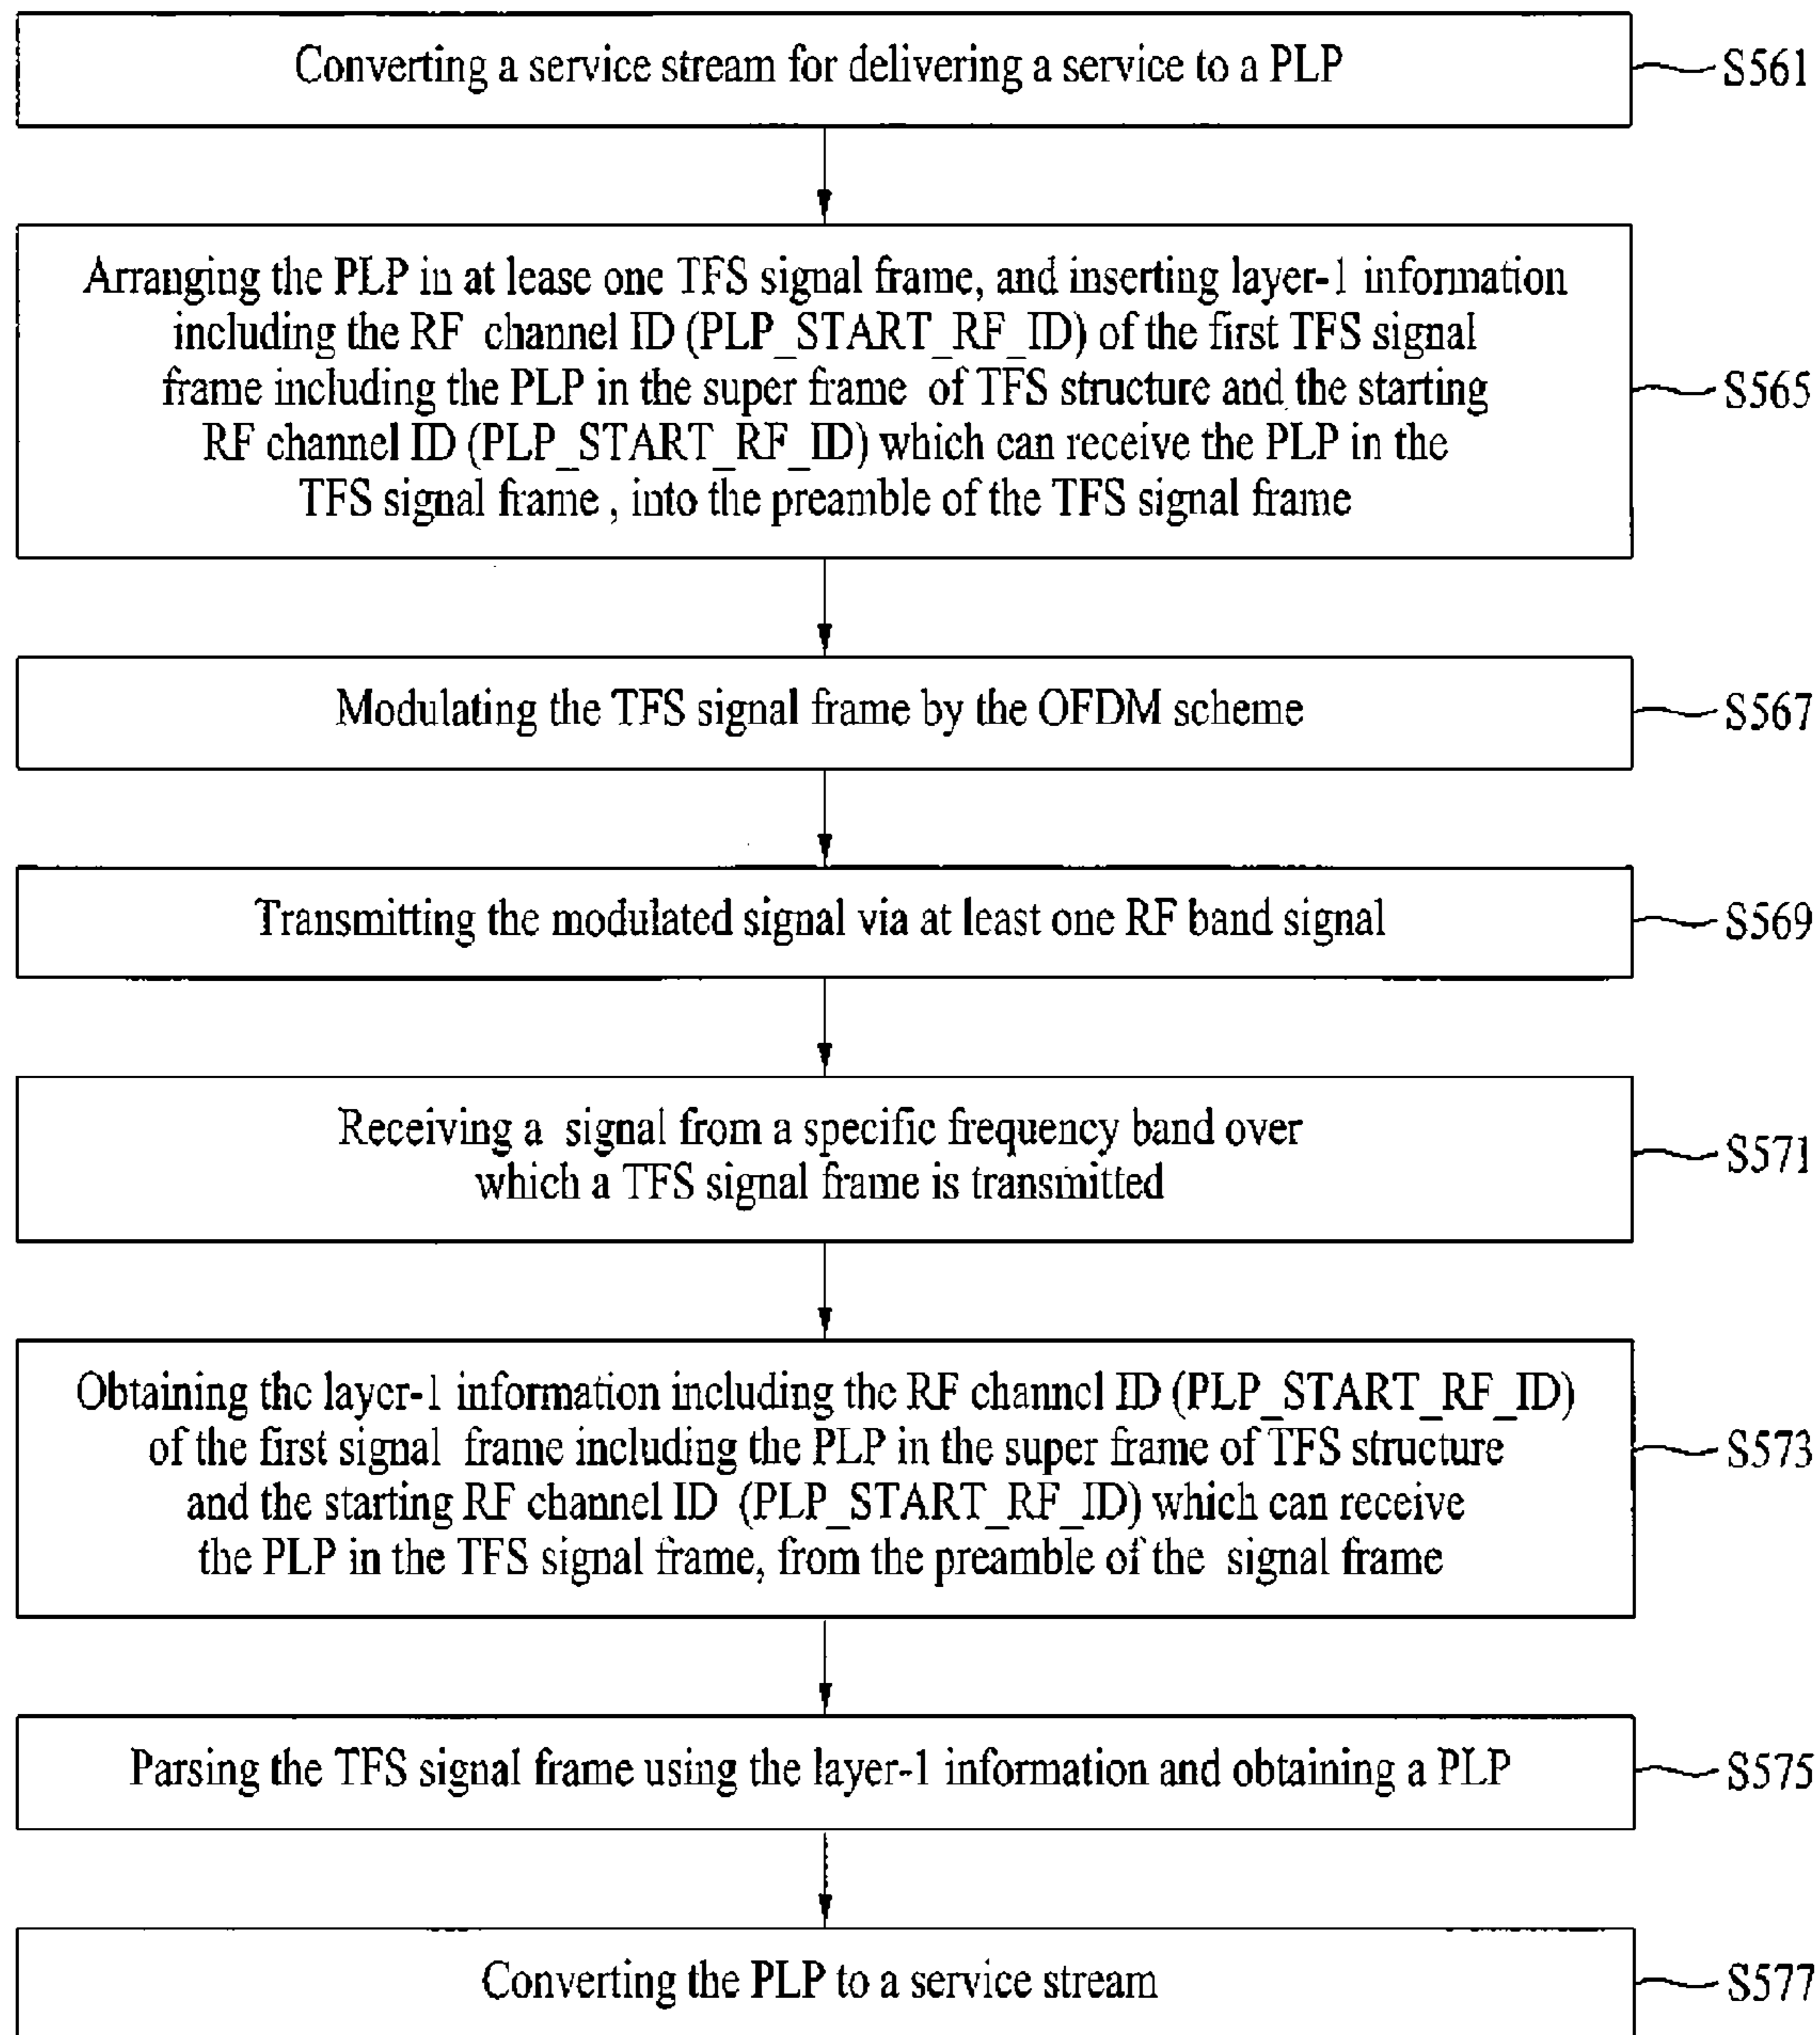 Converting a service stream for delivering a service to a PLP
S561
Arranging the PLP in at lease one TFS signal frame, and inserting layer-1 information
including the RF channel ID (PLP_START_RF_ID) of the first TFS signal
frame including the PLP in the super frame of TFS structure and the starting
RF channel ID (PLP_START_RF_ID) which can receive the PLP in the
TFS signal frame , into the preamble of the TFS signal frame
S565
Modulating the TFS signal frame by the OFDM scheme
S567
Transmitting the modulated signal via at least one RF band signal
S569
Receiving a signal from a specific frequency band over
which a TFS signal frame is transmitted
S571
Obtaining the layer-1 information including the RF channel ID (PLP_START_RF_ID)
of the first signal frame including the PLP in the super frame of TFS structure
and the starting RF channel ID (PLP_START_RF_ID) which can receive
the PLP in the TFS signal frame, from the preamble of the signal frame
S573
Parsing the TFS signal frame using the layer-1 information and obtaining a PLP
S575
Converting the PLP to a service stream
S577